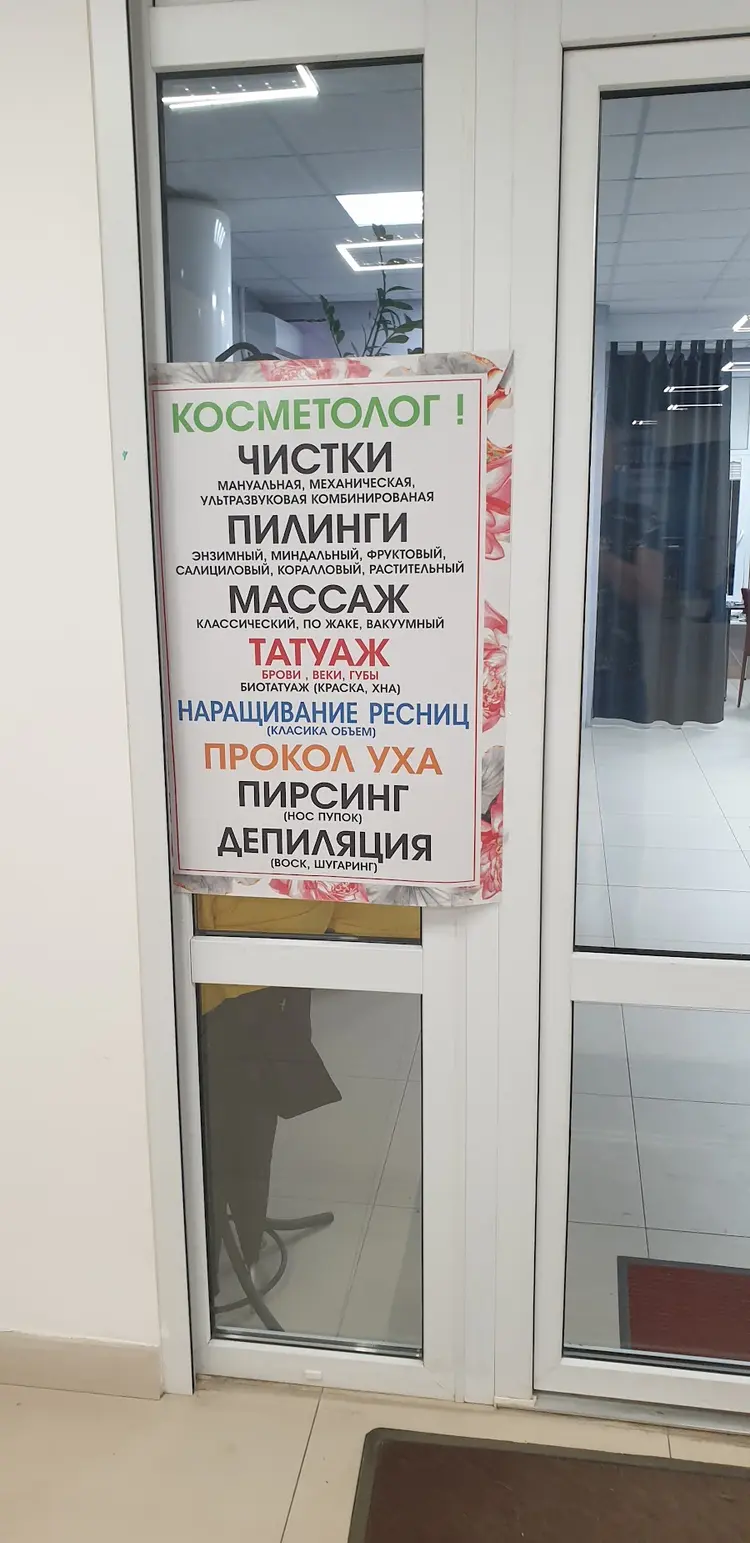 КОСМЕТОЛОГ !
ЧИСТКИ
МАНУАЛЬНАЯ, МЕХАНИЧЕСКАЯ,
УЛЬТРАЗВУКОВАЯ КОМБИНИРОВАНАЯ
ПИЛИНГИ
ЭНЗИМНЫЙ, МИНДАЛЬНЫЙ, ФРУКТОВЫЙ,
САЛИЦИЛОВЫЙ, КОРАЛЛОВЫЙ, РАСТИТЕЛЬНЫЙ
МАССАЖ
КЛАССИЧЕСКИЙ, ПО ЖАКЕ, ВАКУУМНЫЙ
ТАТУАЖ
БРОВИ , ВЕКИ, ГУБЫ
БИОТАТУАЖ (КРАСКА, ХНА)
НАРАЩИВАНИЕ РЕСНИЦ
(КЛАСИКА ОБЪЕМ)
ПРОКОЛ УХА
ПИРСИНГ
(НОС ПУПОК)
ДЕПИЛЯЦИЯ
(ВОСК, ШУГАРИНГ)